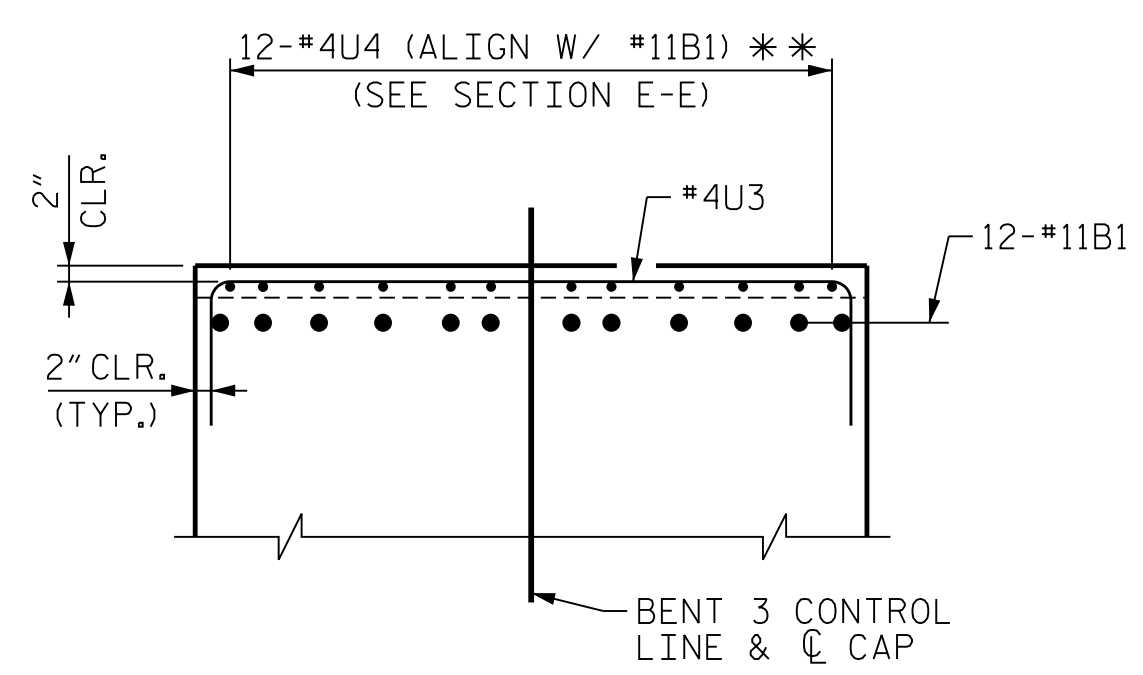 12-#4U4 (ALIGN W/ #11B1) ✳✳
(SEE SECTION E-E)
2"
CLR.
#4U3
12-#11B1
2" CLR.
(TYP.)
BENT 3 CONTROL
LINE & ℄ CAP